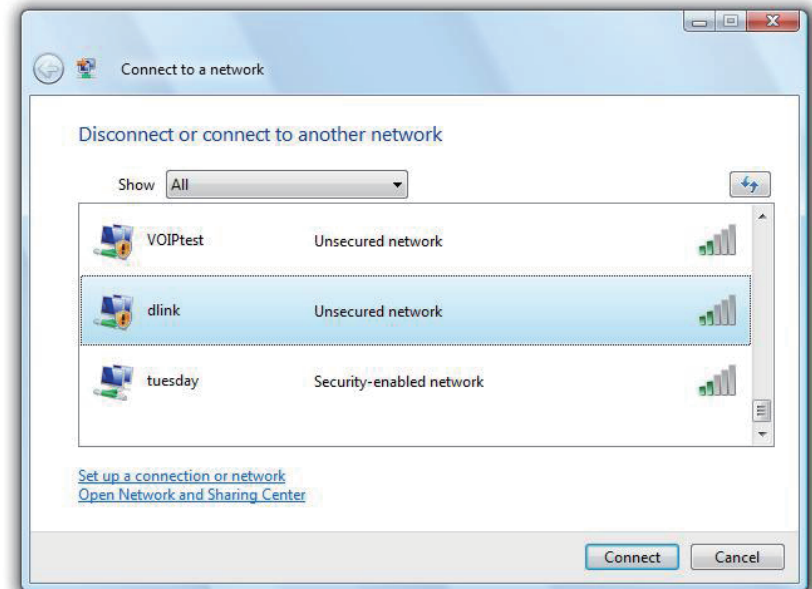 Connect to a network
Disconnect or connect to another network
Show All
VOIPtest Unsecured network
dlink Unsecured network
tuesday Security-enabled network
Set up a connection or network
Open Network and Sharing Center
Connect Cancel